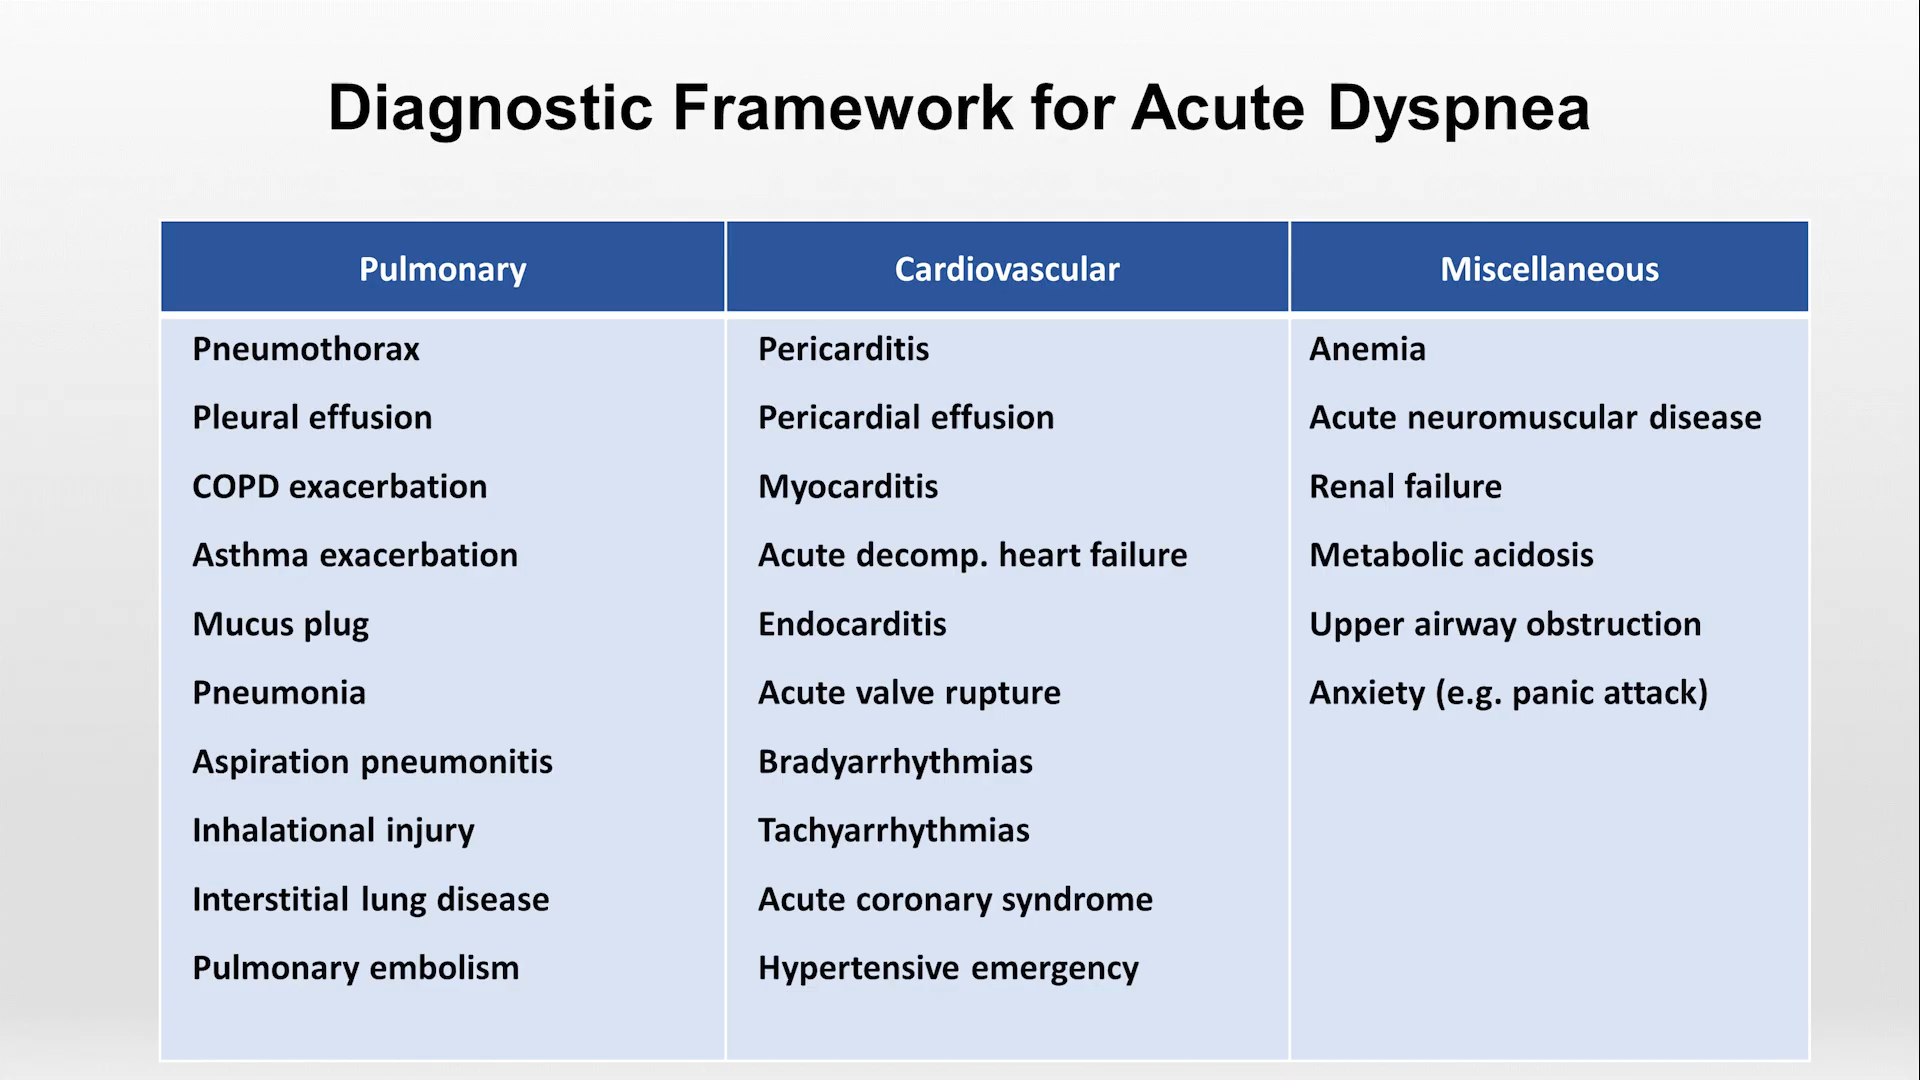 Diagnostic Framework for Acute Dyspnea
Pulmonary
Cardiovascular
Miscellaneous
Pneumothorax
Pleural effusion
COPD exacerbation
Asthma exacerbation
Mucus plug
Pneumonia
Aspiration pneumonitis
Inhalational injury
Interstitial lung disease
Pulmonary embolism
Pericarditis
Pericardial effusion
Myocarditis
Acute decomp. heart failure
Endocarditis
Acute valve rupture
Bradyarrhythmias
Tachyarrhythmias
Acute coronary syndrome
Hypertensive emergency
Anemia
Acute neuromuscular disease
Renal failure
Metabolic acidosis
Upper airway obstruction
Anxiety (e.g. panic attack)